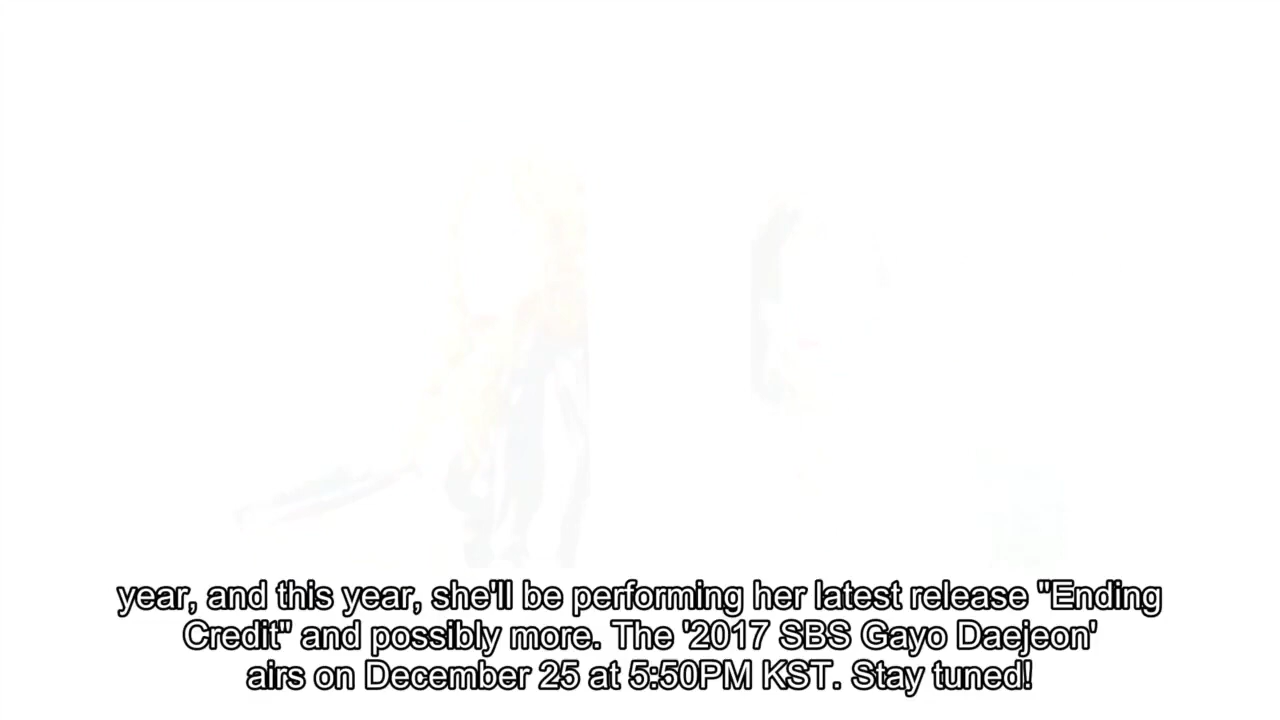 year, and this year, she'll be performing her latest release "Ending
Credit" and possibly more. The '2017 SBS Gayo Daejeon'
airs on December 25 at 5:50PM KST. Stay tuned!